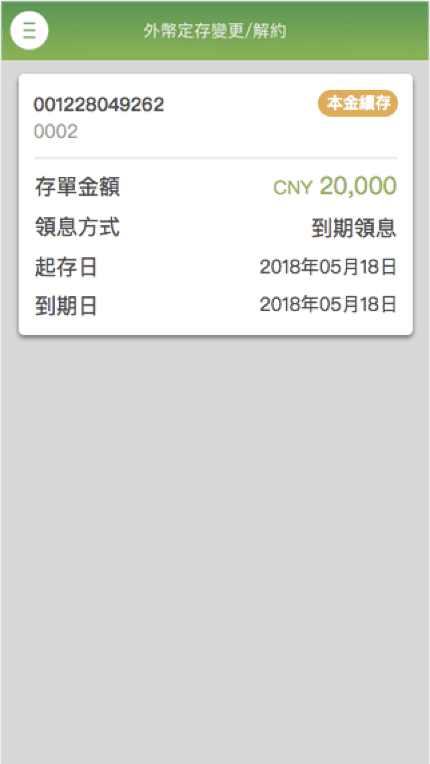 外幣定存變更/解約
001228049262 本金續存
0002
存單金額 CNY 20,000
領息方式 到期領息
起存日 2018年05月18日
到期日 2018年05月18日